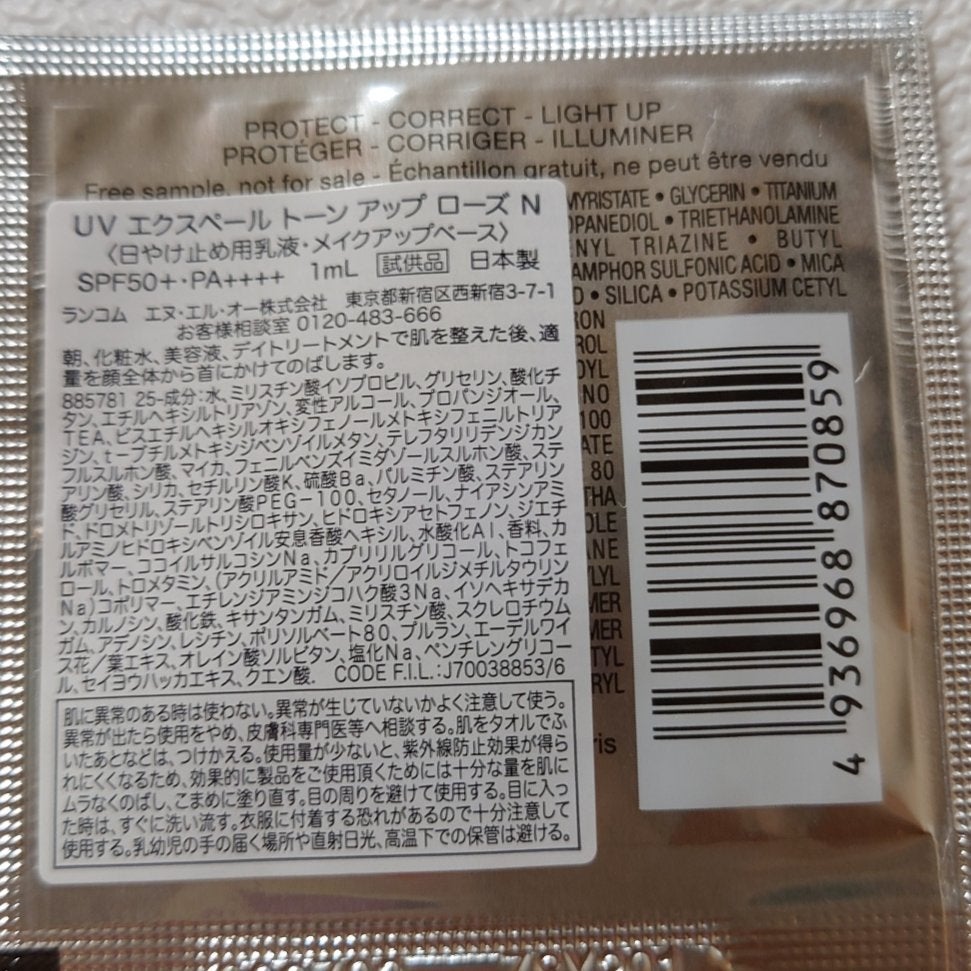 PROTECT - CORRECT - LIGHT UP
PROTÉGER - CORRIGER - ILLUMINER
Free sample, not for sale - Échantillon gratuit, ne peut être vendu
MYRISTATE • GLYCERIN • TITANIUM
OPANEDIOL • TRIETHANOLAMINE
NYL TRIAZINE • BUTYL
AMPHOR SULFONIC ACID • MICA
D • SILICA • POTASSIUM CETYL
RON
ROL
OYL
NO
100
ATE
80
THA
OLE
ANE
YLYL
MER
MER
TYL
RYL
ris
UV エクスペール トーン アップ ローズ N
〈日やけ止め用乳液・メイクアップベース〉
SPF50+・PA++++ 1mL 試供品 日本製
ランコム エヌ・エル・オー株式会社 東京都新宿区西新宿3-7-1
お客様相談室 0120-483-666
朝、化粧水、美容液、デイトリートメントで肌を整えた後、適
量を顔全体から首にかけてのばします。
885781 25-成分：水、ミリスチン酸イソプロピル、グリセリン、酸化チ
タン、エチルヘキシルトリアゾン、変性アルコール、プロパンジオール、
TEA、ビスエチルヘキシルオキシフェノールメトキシフェニルトリア
ジン、t-ブチルメトキシジベンゾイルメタン、テレフタリリデンジカン
フルスルホン酸、マイカ、フェニルベンズイミダゾールスルホン酸、ステ
アリン酸、シリカ、セチルリン酸K、硫酸Ba、パルミチン酸、ステアリン
酸グリセリル、ステアリン酸PEG-100、セタノール、ナイアシンアミ
ド、ドロメトリゾールトリシロキサン、ヒドロキシアセトフェノン、ジエチ
ルアミノヒドロキシベンゾイル安息香酸ヘキシル、水酸化Al、香料、カ
ルボマー、ココイルサルコシンNa、カプリリルグリコール、トコフェ
ロール、トロメタミン、(アクリルアミド／アクリロイルジメチルタウリン
Na)コポリマー、エチレンジアミンジコハク酸3Na、イソヘキサデカ
ン、カルノシン、酸化鉄、キサンタンガム、ミリスチン酸、スクレロチウム
ガム、アデノシン、レシチン、ポリソルベート80、プルラン、エーデルワイ
ス花／葉エキス、オレイン酸ソルビタン、塩化Na、ペンチレングリコー
ル、セイヨウハッカエキス、クエン酸. CODE F.I.L.:J70038853/6
肌に異常のある時は使わない。異常が生じていないかよく注意して使う。
異常が出たら使用をやめ、皮膚科専門医等へ相談する。肌をタオルでふ
いたあとなどは、つけかえる。使用量が少ないと、紫外線防止効果が得ら
れにくくなるため、効果的に製品をご使用頂くためには十分な量を肌に
ムラなくのばし、こまめに塗り直す。目の周りを避けて使用する。目に入っ
た時は、すぐに洗い流す。衣服に付着する恐れがあるので十分注意して
使用する。乳幼児の手の届く場所や直射日光、高温下での保管は避ける。
4 936968 870859